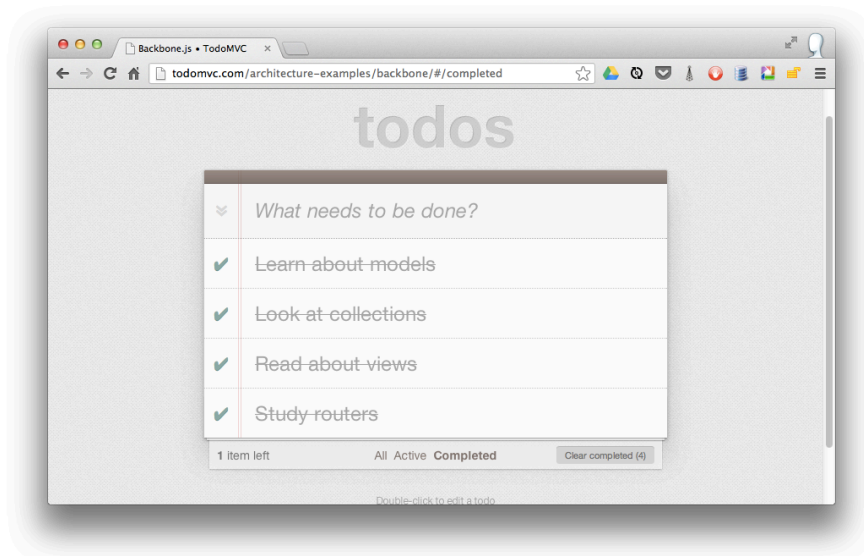 Backbone.js • TodoMVC
todomvc.com/architecture-examples/backbone/#/completed
todos
What needs to be done?
Learn about models
Look at collections
Read about views
Study routers
1 item left All Active Completed Clear completed (4)
Double-click to edit a todo